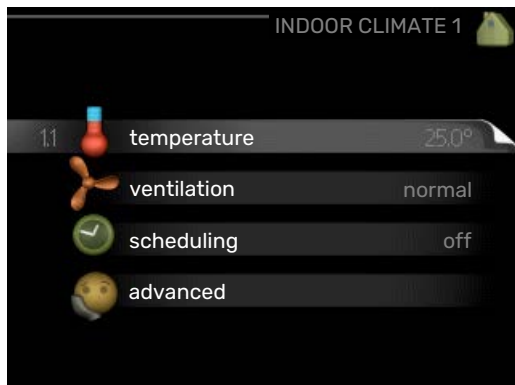 INDOOR CLIMATE 1
1.1 temperature 25.0°
ventilation normal
scheduling off
advanced